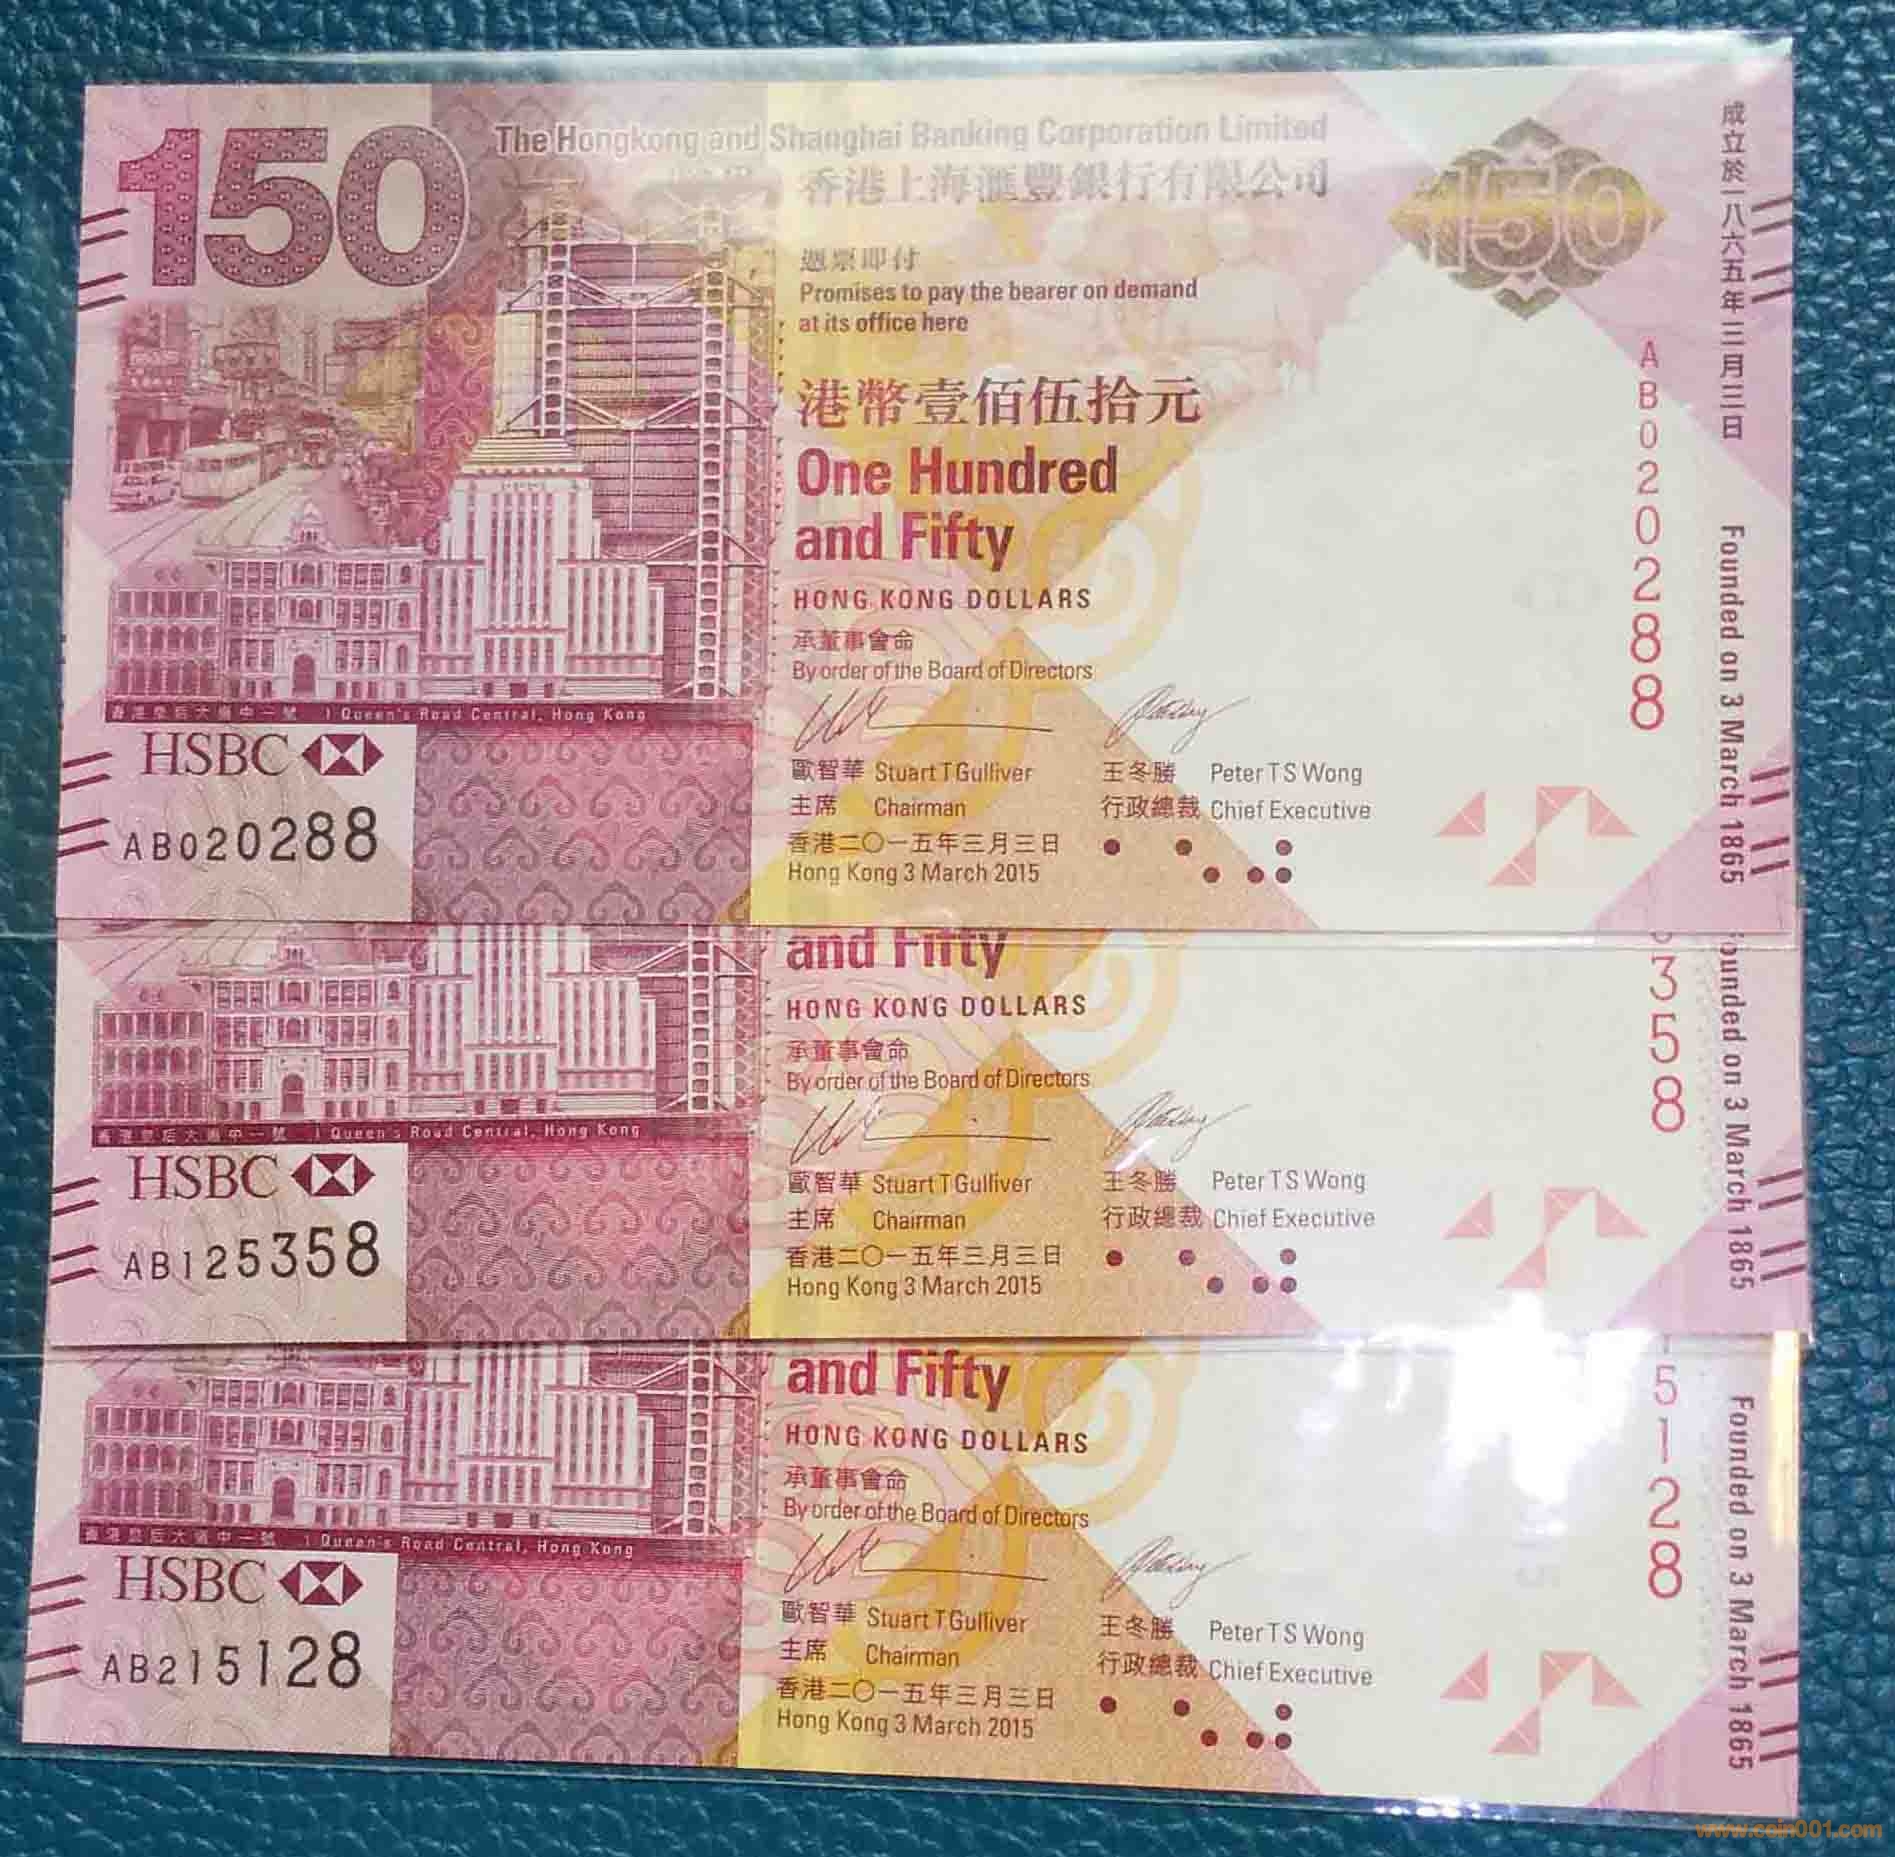 150
The Hongkong and Shanghai Banking Corporation Limited
香港上海滙豐銀行有限公司
150
憑票即付
Promises to pay the bearer on demand
at its office here
港幣壹佰伍拾元
One Hundred
and Fifty
HONG KONG DOLLARS
承董事會命
By order of the Board of Directors
歐智華 Stuart T Gulliver
主席 Chairman
王冬勝 Peter T S Wong
行政總裁 Chief Executive
香港二〇一五年三月三日
Hong Kong 3 March 2015
香港皇后大道中一號 1 Queen's Road Central, Hong Kong
HSBC
AB020288
AB020288
成立於一八六五年三月三日 Founded on 3 March 1865
and Fifty
HONG KONG DOLLARS
承董事會命
By order of the Board of Directors
歐智華 Stuart T Gulliver
主席 Chairman
王冬勝 Peter T S Wong
行政總裁 Chief Executive
香港二〇一五年三月三日
Hong Kong 3 March 2015
香港皇后大道中一號 1 Queen's Road Central, Hong Kong
HSBC
AB125358
358
ounded on 3 March 1865
and Fifty
HONG KONG DOLLARS
承董事會命
By order of the Board of Directors
歐智華 Stuart T Gulliver
主席 Chairman
王冬勝 Peter T S Wong
行政總裁 Chief Executive
香港二〇一五年三月三日
Hong Kong 3 March 2015
香港皇后大道中一號 1 Queen's Road Central, Hong Kong
HSBC
AB215128
5128
Founded on 3 March 1865
www.coin001.com